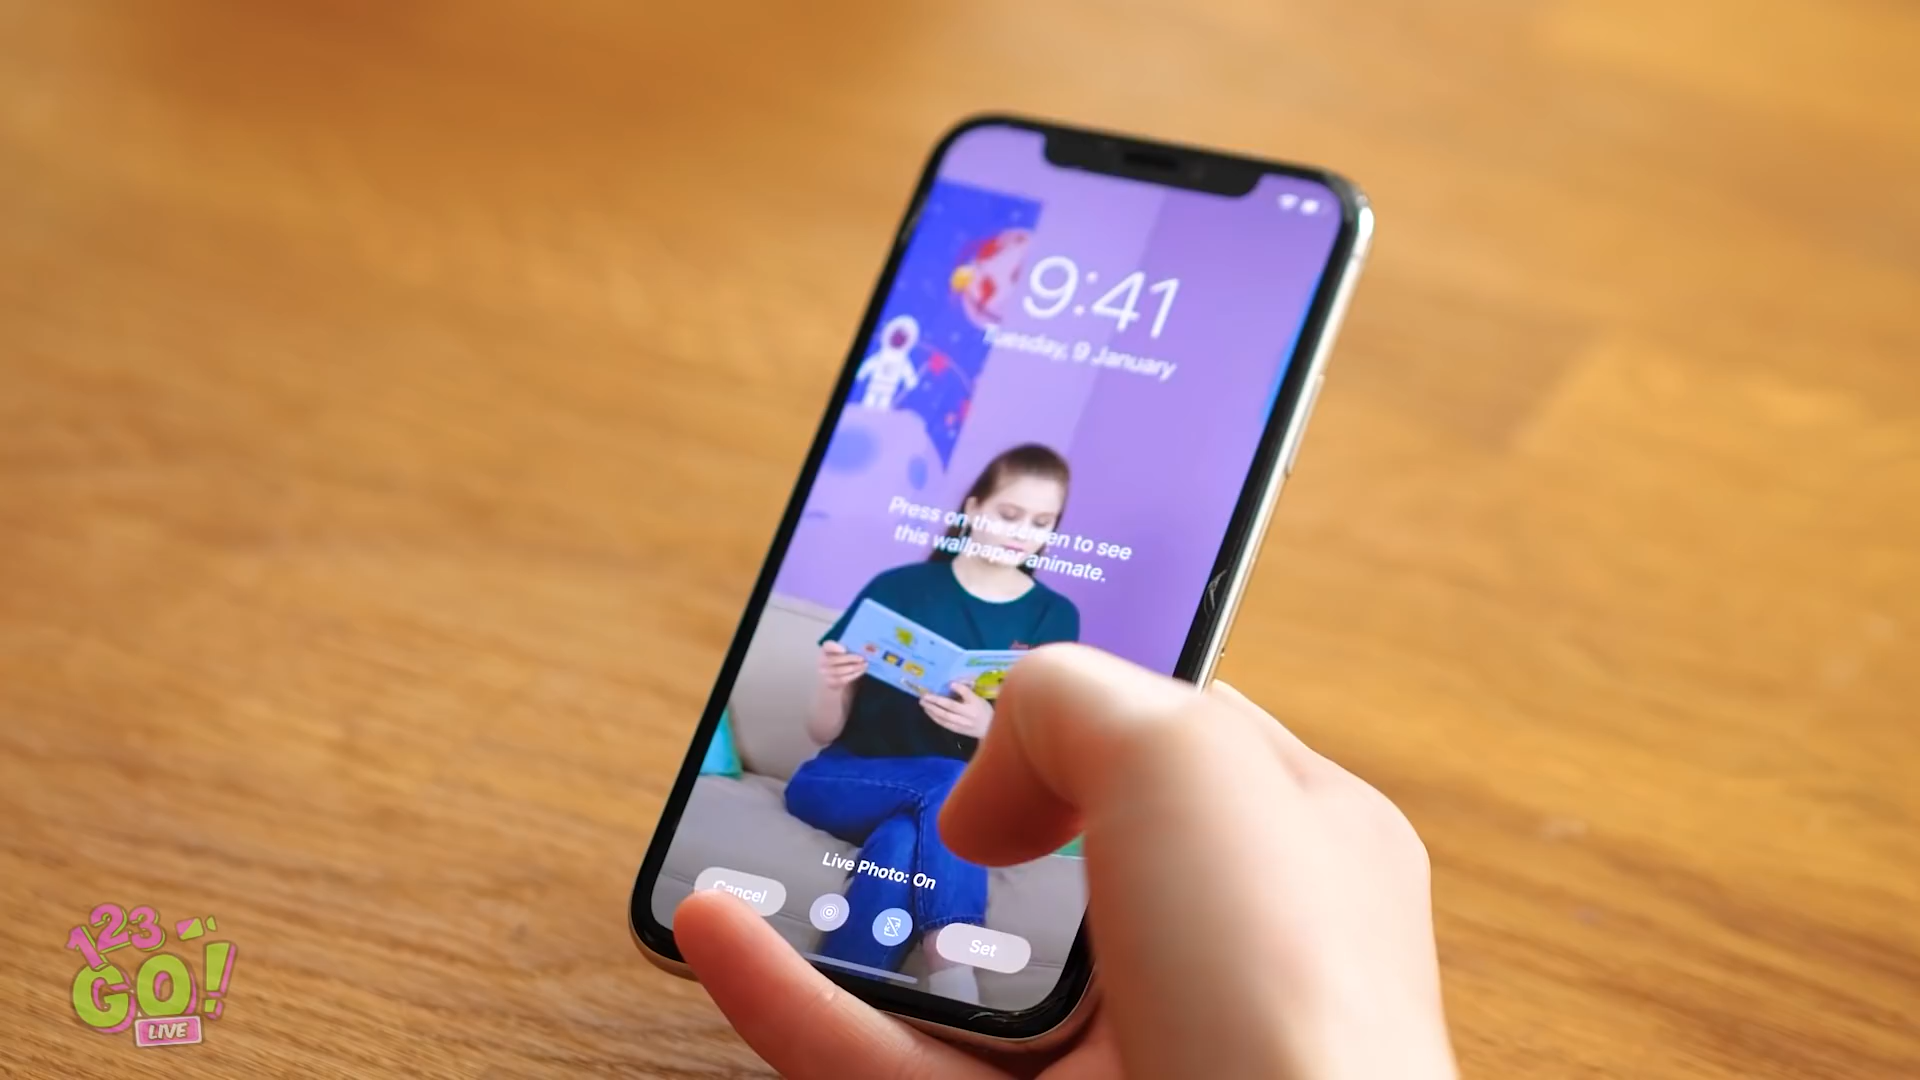 9:41
Tuesday, 9 January
Press on the screen to see
this wallpaper animate.
Live Photo: On
Cancel
Set
123
GO!
LIVE